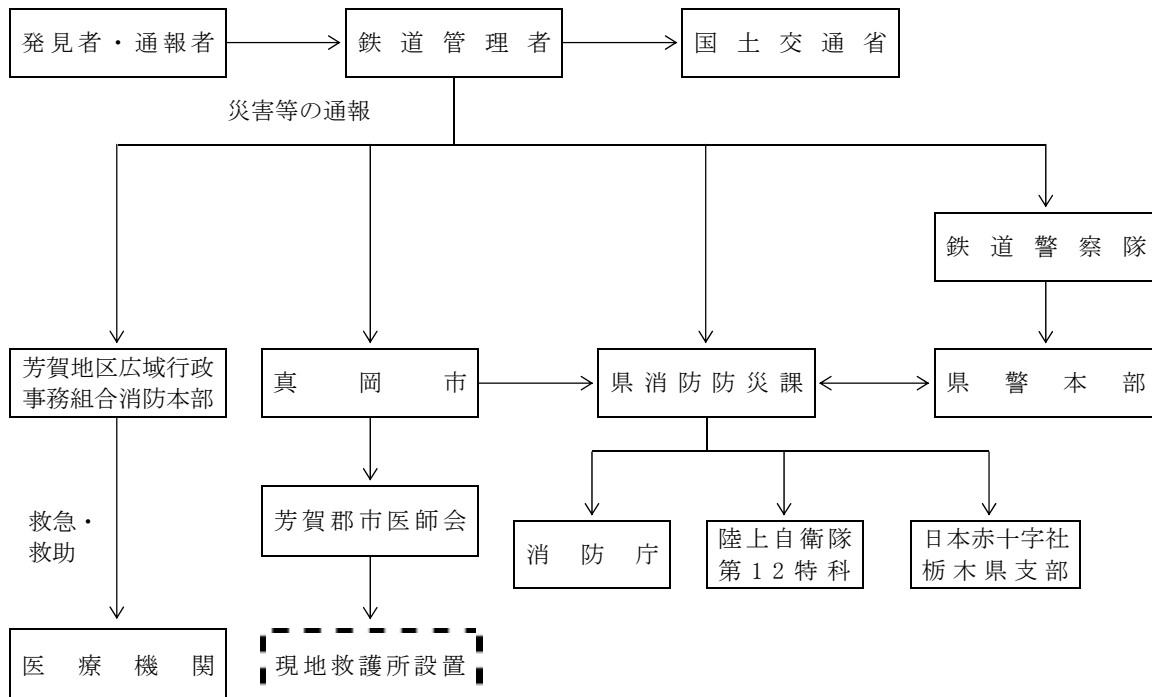 発見者・通報者
鉄道管理者
国土交通省
災害等の通報
鉄道警察隊
芳賀地区広域行政
事務組合消防本部
真岡市
県消防防災課
県警本部
救急・
救助
芳賀郡市医師会
消防庁
陸上自衛隊
第12特科
日本赤十字社
栃木県支部
医療機関
現地救護所設置